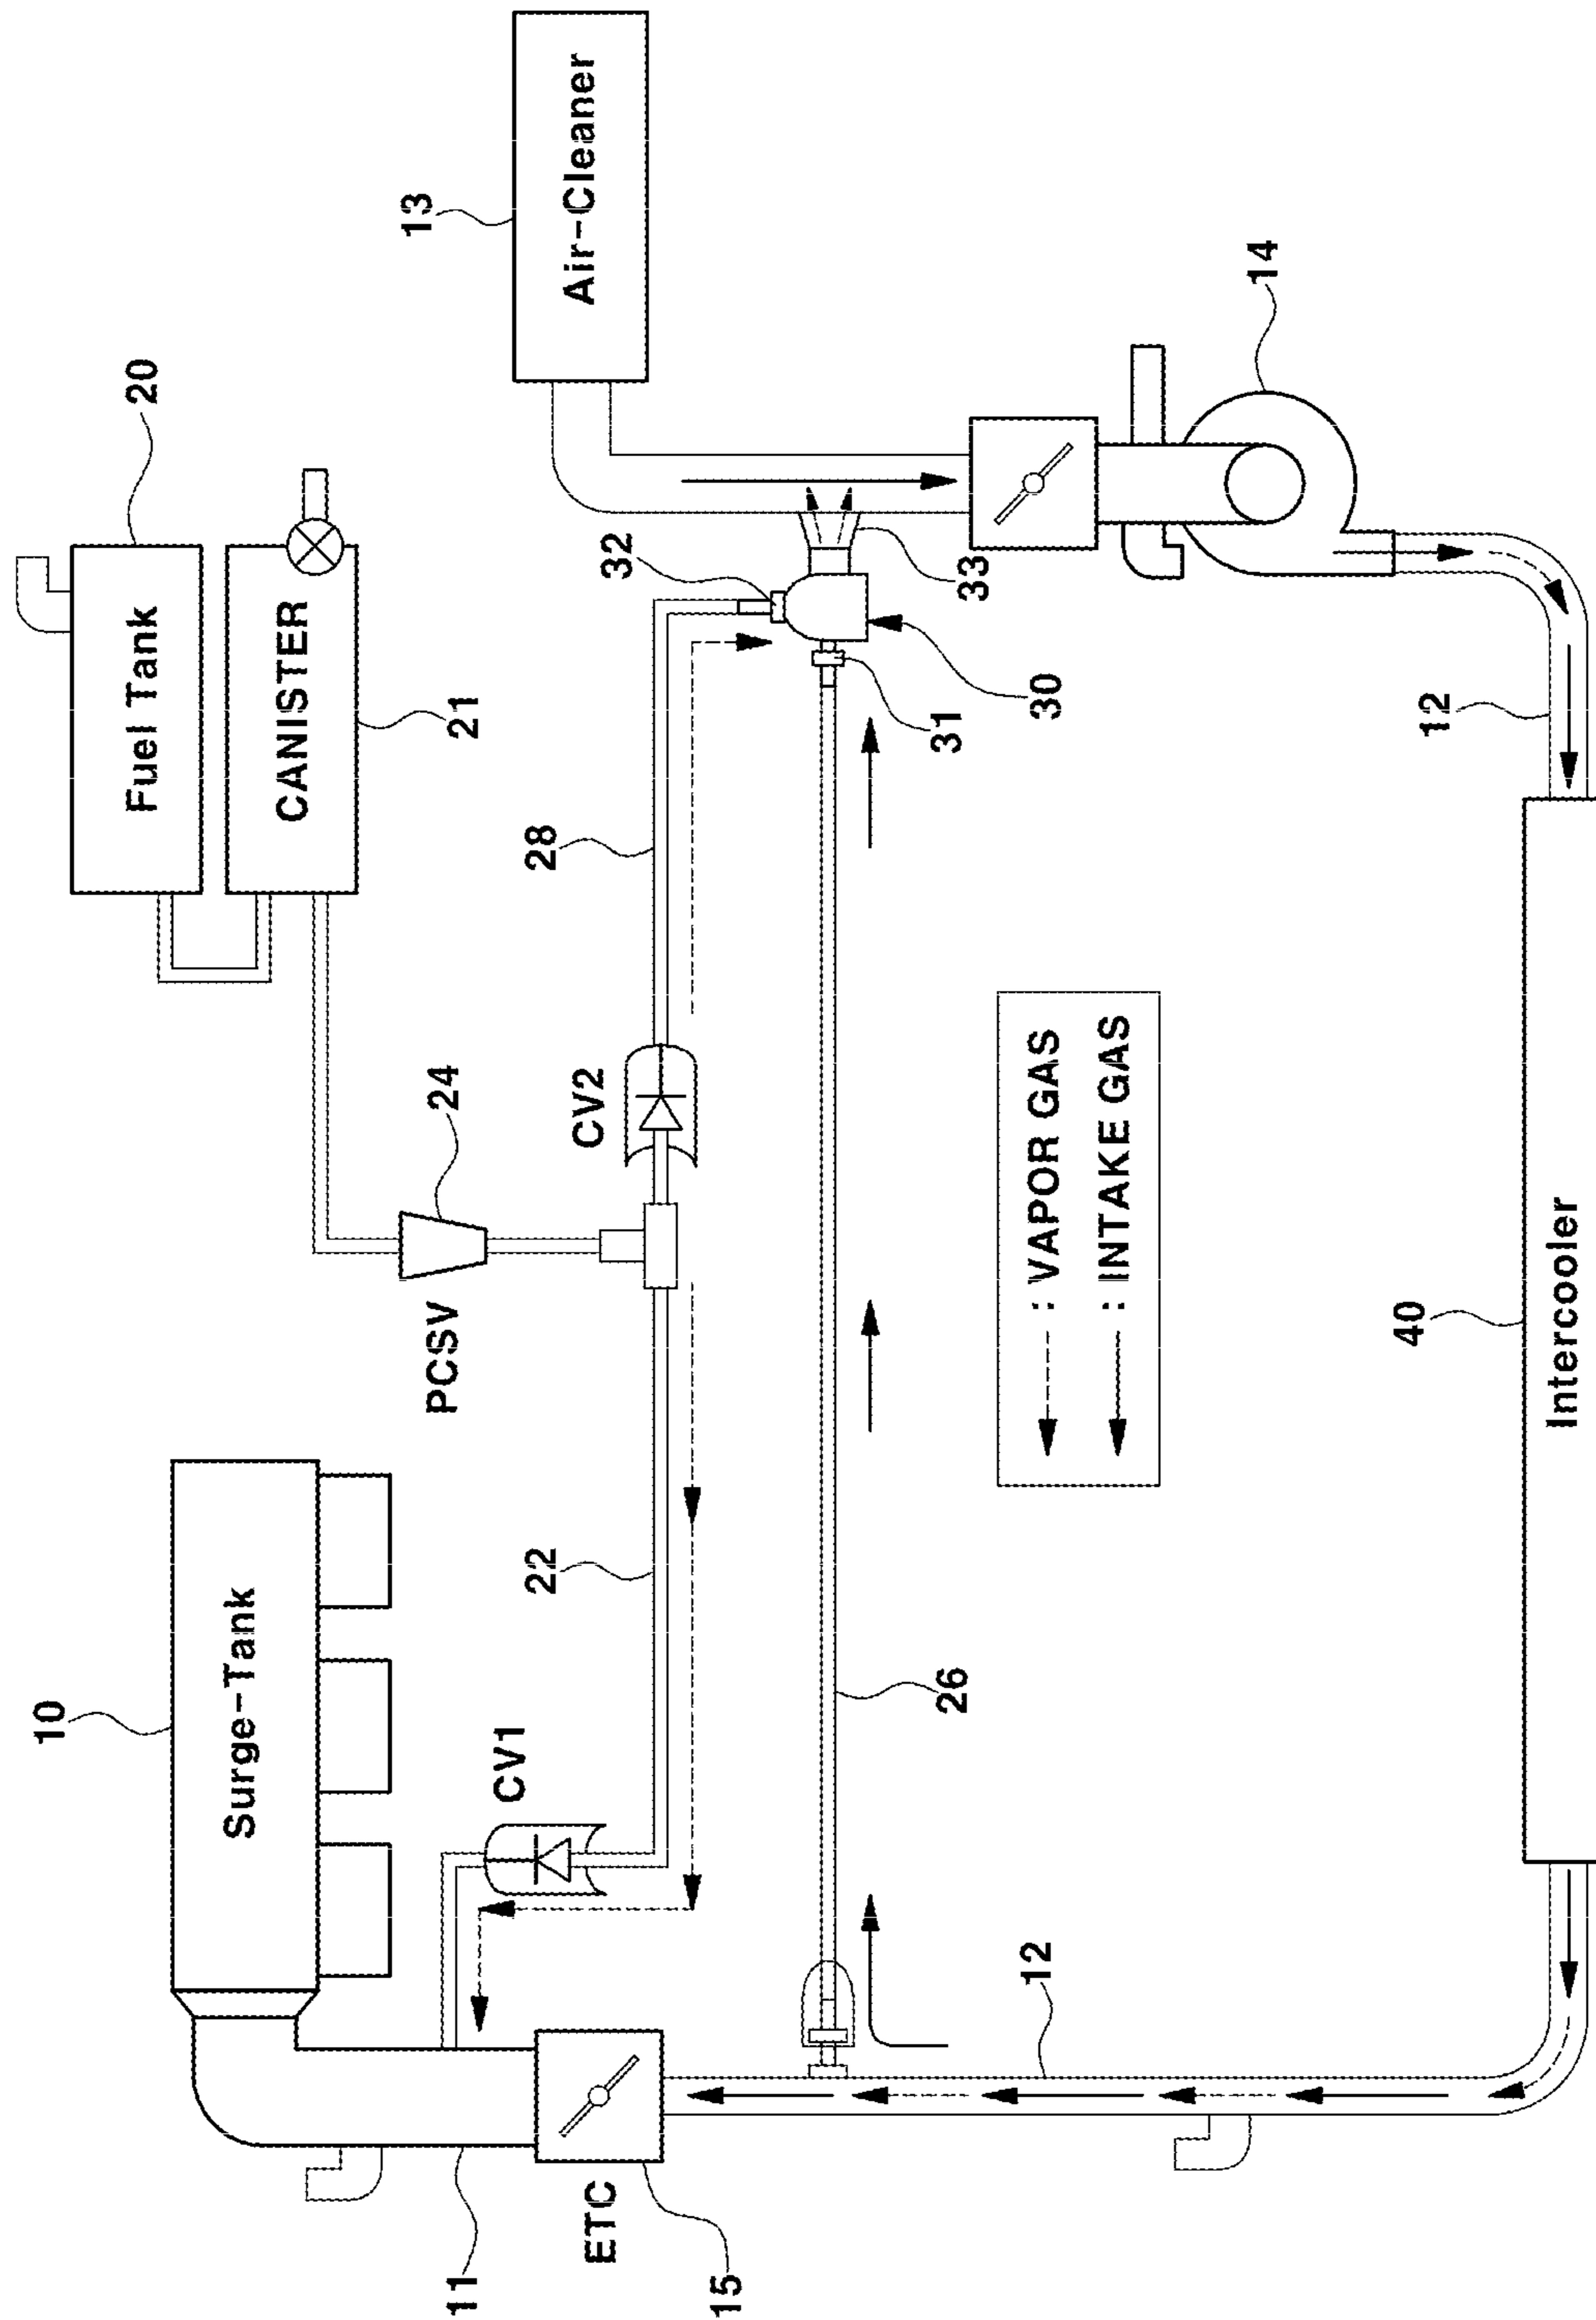 10
20
Fuel Tank
Surge-Tank
CANISTER
13
PCSV
24
11
21
CV1
22
28
CV2
Air-Cleaner
ETC
32
15
26
31
33
12
30
: VAPOR GAS
: INTAKE GAS
14
40
12
Intercooler